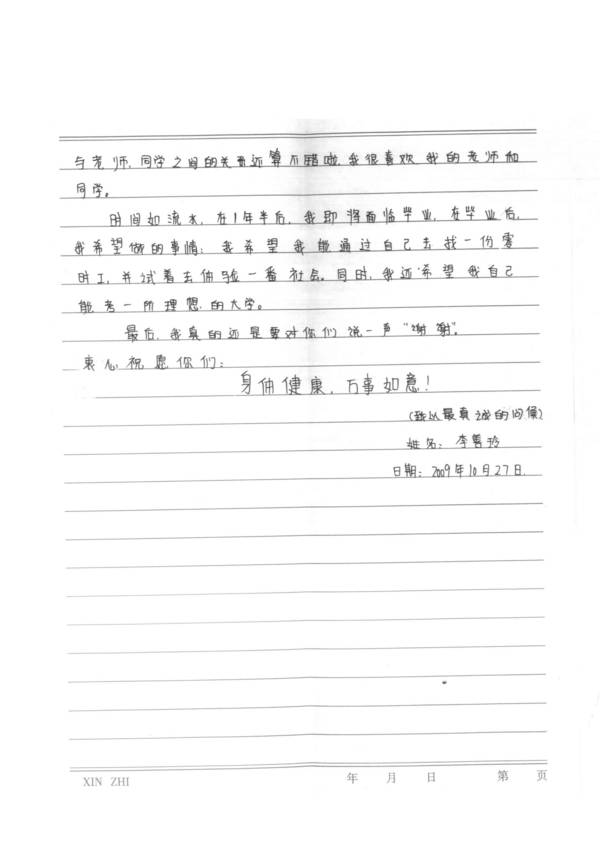 与老师,同学之间的关系还算不错啦,我很喜欢我的老师和
同学。
时间如流水,在1年半后,我即将面临毕业,在毕业后,
我希望做的事情:我希望我能通过自己去找一份零
时工,并试着去体验一番社会。同时,我还希望我自己
能考一所理想的大学。
最后,我真的还是要对你们说一声“谢谢”。
衷心祝愿你们:
身体健康,万事如意!
(致以最真诚的问候)
姓名:李善玲
日期:2009年10月27日.
XIN ZHI 年 月 日 第 页